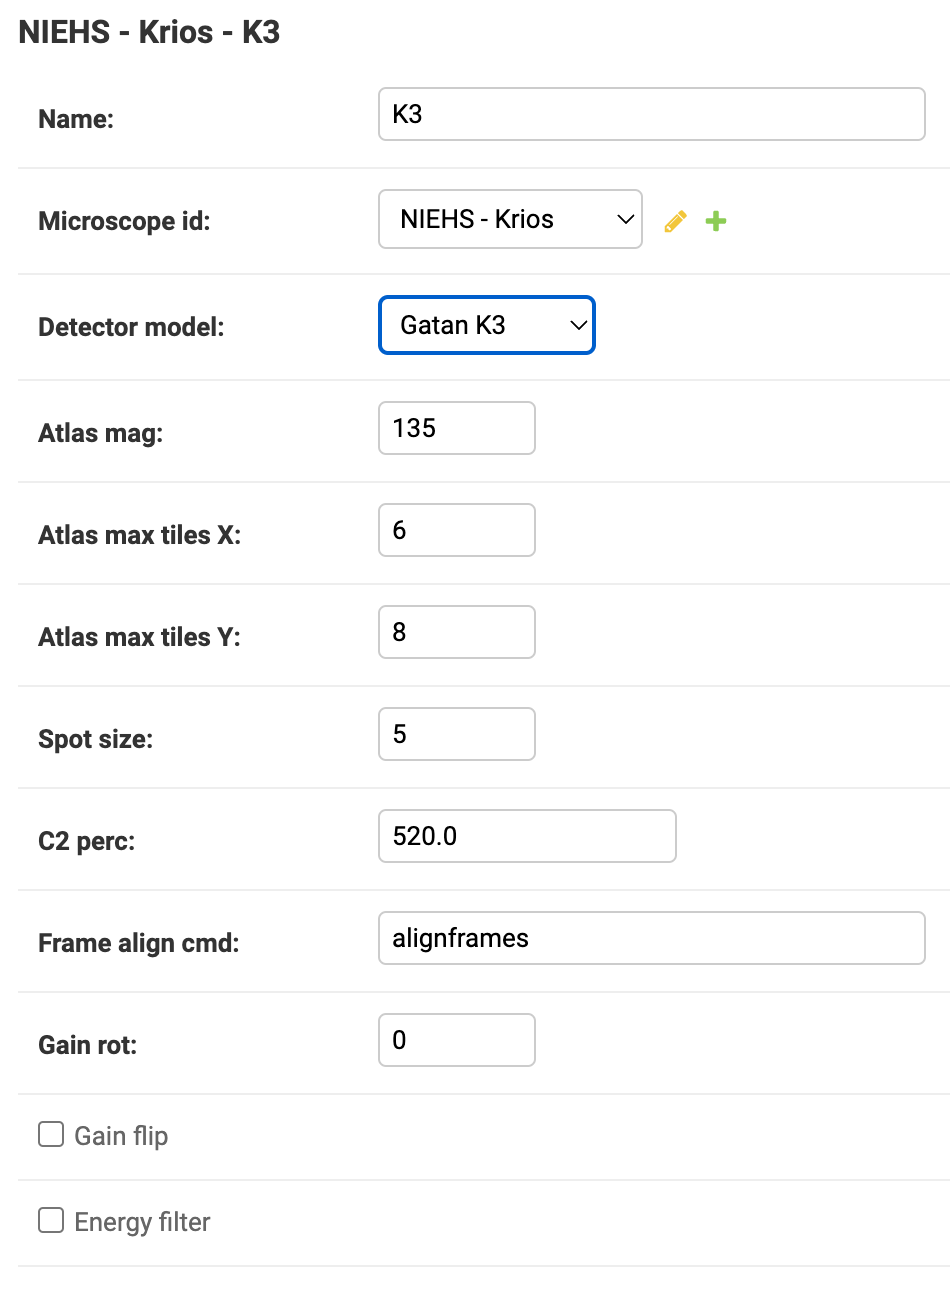 NIEHS - Krios - K3
Name: K3
Microscope id: NIEHS - Krios
Detector model: Gatan K3
Atlas mag: 135
Atlas max tiles X: 6
Atlas max tiles Y: 8
Spot size: 5
C2 perc: 520.0
Frame align cmd: alignframes
Gain rot: 0
Gain flip
Energy filter